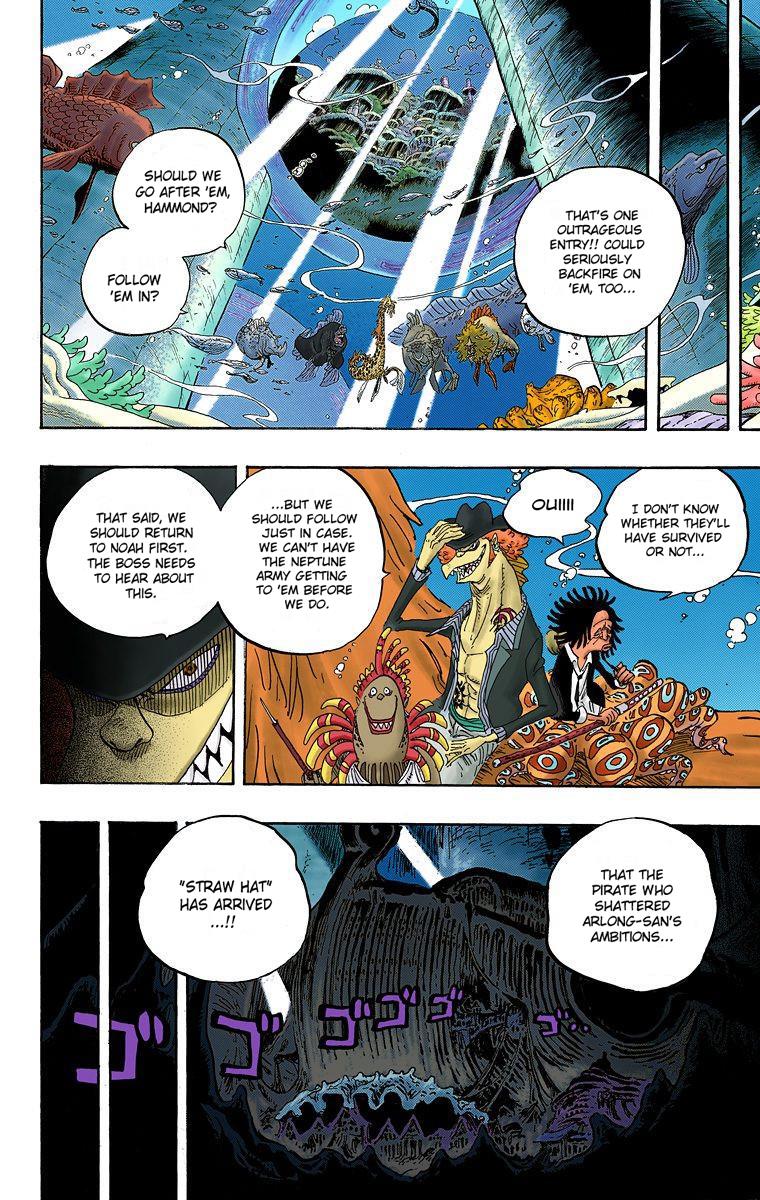 THAT'S ONE
OUTRAGEOUS
ENTRY!! COULD
SERIOUSLY
BACKFIRE ON
'EM, TOO...
SHOULD WE
GO AFTER 'EM,
HAMMOND?
FOLLOW
'EM IN?
I DON'T KNOW
WHETHER THEY'LL
HAVE SURVIVED
OR NOT...
OUIIII
...BUT WE
SHOULD FOLLOW
JUST IN CASE.
WE CAN'T HAVE
THE NEPTUNE
ARMY GETTING
TO 'EM BEFORE
WE DO.
THAT SAID, WE
SHOULD RETURN
TO NOAH FIRST.
THE BOSS NEEDS
TO HEAR ABOUT
THIS.
THAT THE
PIRATE WHO
SHATTERED
ARLONG-SAN'S
AMBITIONS...
"STRAW HAT"
HAS ARRIVED
...!!
ゴ..ゴゴゴゴゴゴ